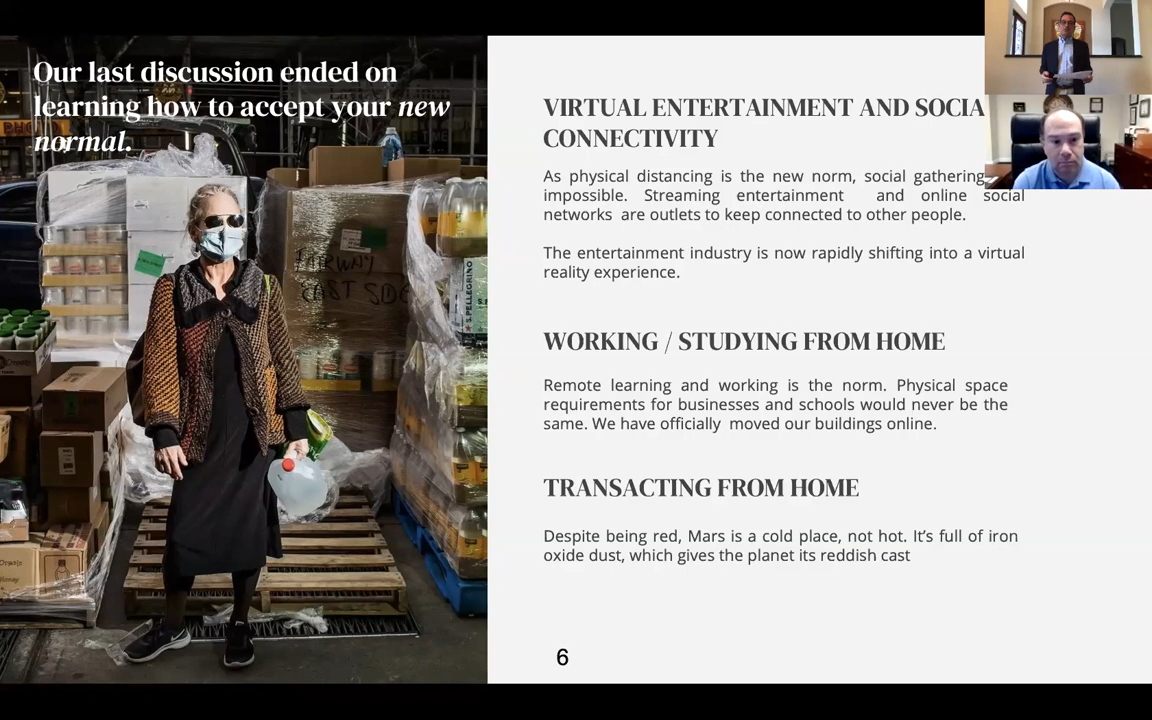 Our last discussion ended on
learning how to accept your new
normal.
VIRTUAL ENTERTAINMENT AND SOCIA
CONNECTIVITY
As physical distancing is the new norm, social gathering
impossible. Streaming entertainment and online social
networks are outlets to keep connected to other people.
The entertainment industry is now rapidly shifting into a virtual
reality experience.
WORKING / STUDYING FROM HOME
Remote learning and working is the norm. Physical space
requirements for businesses and schools would never be the
same. We have officially moved our buildings online.
TRANSACTING FROM HOME
Despite being red, Mars is a cold place, not hot. It's full of iron
oxide dust, which gives the planet its reddish cast
6
EAST SIDE
S.PELLEGRINO